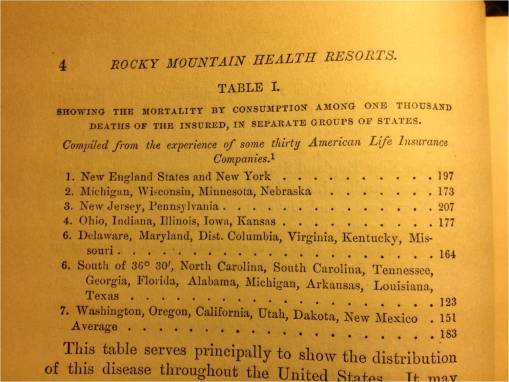 4 ROCKY MOUNTAIN HEALTH RESORTS.
TABLE I.
SHOWING THE MORTALITY BY CONSUMPTION AMONG ONE THOUSAND
DEATHS OF THE INSURED, IN SEPARATE GROUPS OF STATES.
Compiled from the experience of some thirty American Life Insurance
Companies.¹
1. New England States and New York . . . . . . . . . . 197
2. Michigan, Wi-consin, Minnesota, Nebraska . . . . . . . 173
3. New Jersey, Pennsylvania . . . . . . . . . . . . . 207
4. Ohio, Indiana, Illinois, Iowa, Kansas . . . . . . . . . 177
6. Delaware, Maryland, Dist. Columbia, Virginia, Kentucky, Mis-
souri . . . . . . . . . . . . . . . . . . . . 164
6. South of 36° 30′, North Carolina, South Carolina, Tennessee,
Georgia, Florida, Alabama, Michigan, Arkansas, Louisiana,
Texas . . . . . . . . . . . . . . . . . . . . 123
7. Washington, Oregon, California, Utah, Dakota, New Mexico . 151
Average . . . . . . . . . . . . . . . . . . . . 183
This table serves principally to show the distribution
of this disease throughout the United States. It may